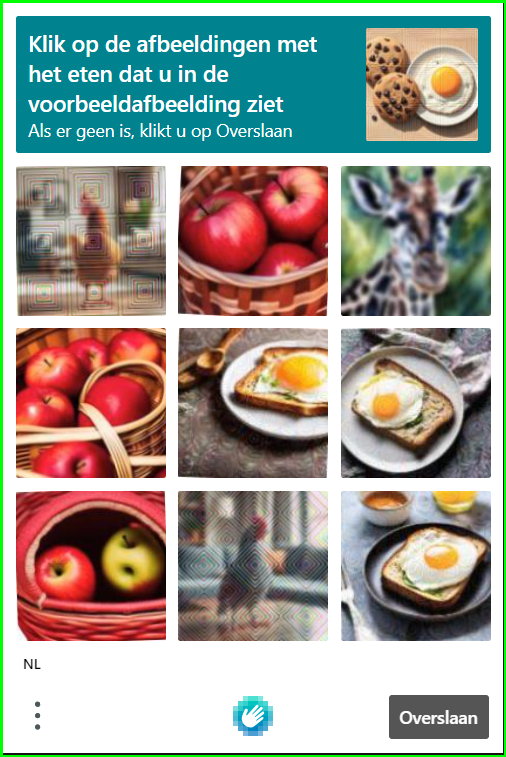 Klik op de afbeeldingen met
het eten dat u in de
voorbeeldafbeelding ziet
Als er geen is, klikt u op Overslaan
NL
Overslaan